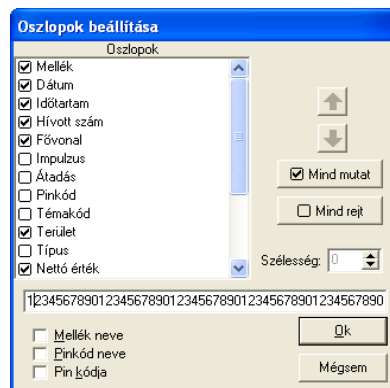 Oszlopok beállítása
Oszlopok
Mellék
Dátum
Időtartam
Hívott szám
Fővonal
Impulzus
Átadás
Pinkód
Témakód
Terület
Típus
Nettó érték
Mind mutat
Mind rejt
Szélesség: 0
12345678901234567890123456789012345678901234567890
Mellék neve
Pinkód neve
Pin kódja
Ok
Mégsem